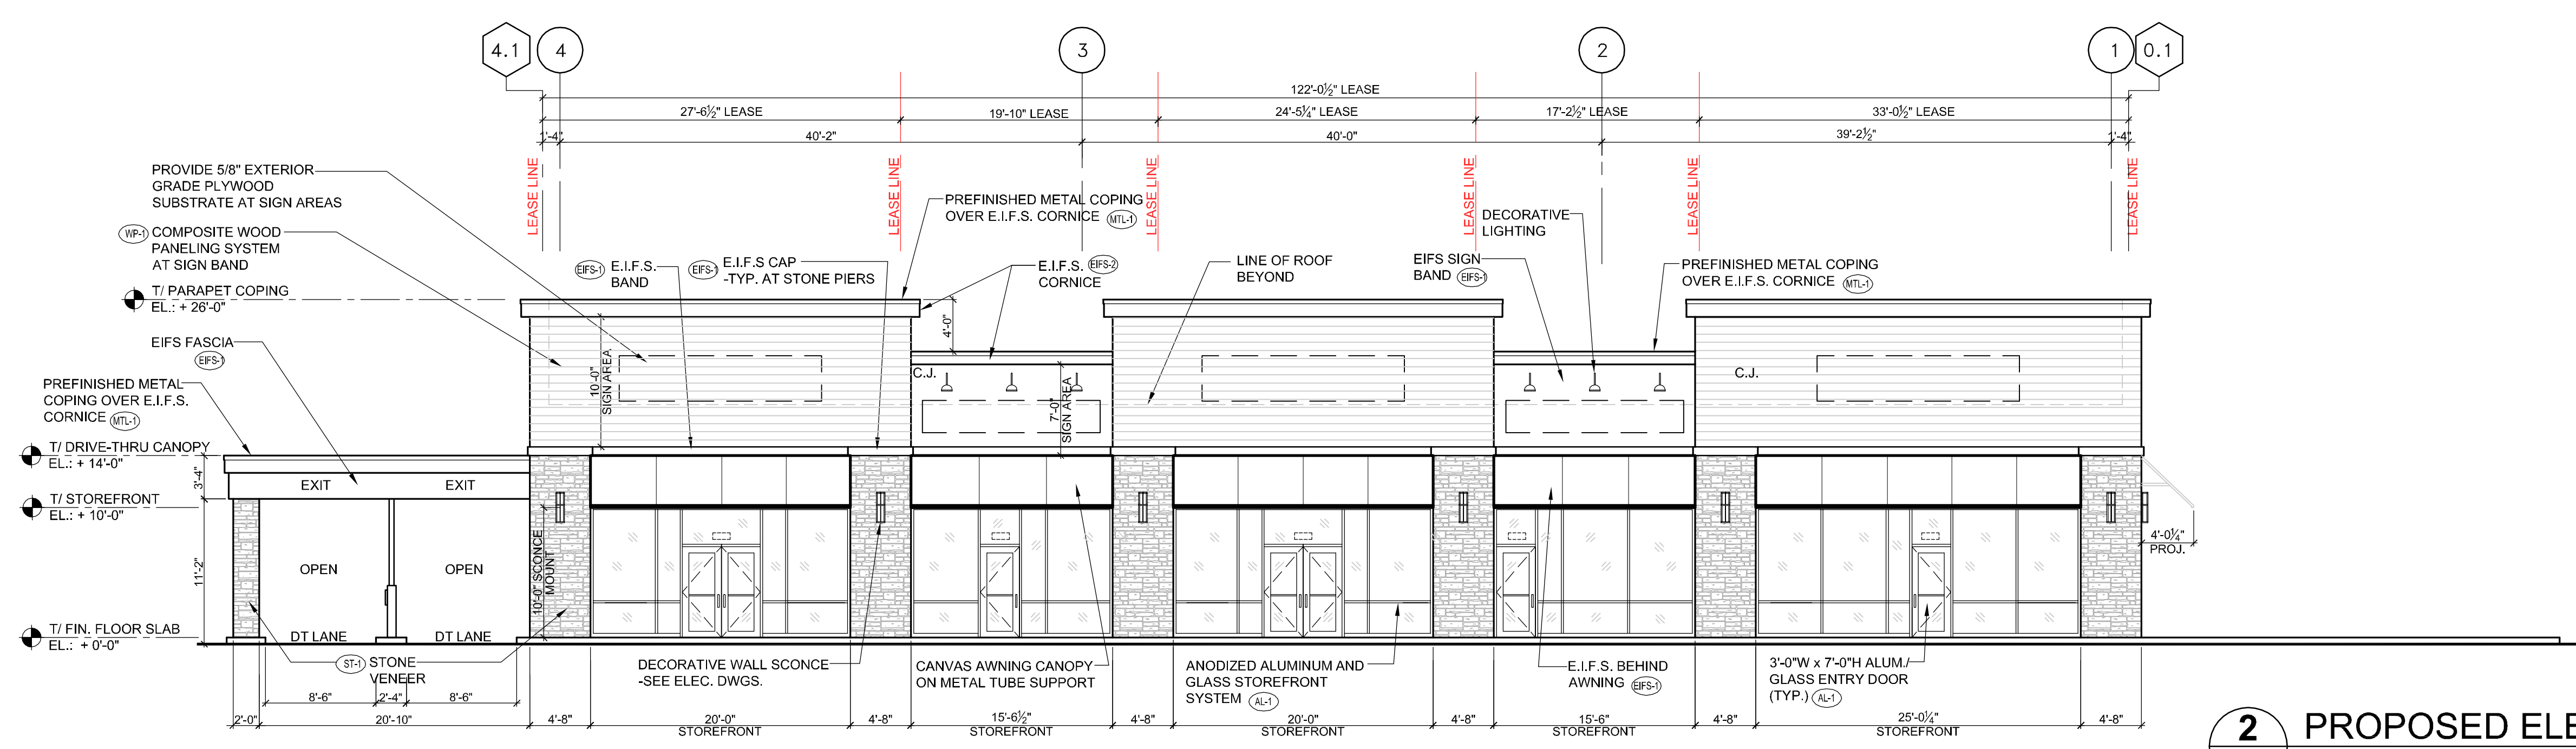 4.1
4
3
2
1
0.1
122'-0½" LEASE
27'-6½" LEASE
19'-10" LEASE
24'-5¼" LEASE
17'-2½" LEASE
33'-0½" LEASE
1'-4"
40'-2"
40'-0"
39'-2½"
1'-4"
LEASE LINE
LEASE LINE
LEASE LINE
LEASE LINE
LEASE LINE
LEASE LINE
PROVIDE 5/8" EXTERIOR
GRADE PLYWOOD
SUBSTRATE AT SIGN AREAS
WP-1 COMPOSITE WOOD
PANELING SYSTEM
AT SIGN BAND
T/ PARAPET COPING
EL.: + 26'-0"
EIFS FASCIA
EIFS-1
PREFINISHED METAL
COPING OVER E.I.F.S.
CORNICE MTL-1
T/ DRIVE-THRU CANOPY
EL.: + 14'-0"
T/ STOREFRONT
EL.: + 10'-0"
T/ FIN. FLOOR SLAB
EL.: + 0'-0"
EIFS-1 E.I.F.S.
BAND
EIFS-1 E.I.F.S CAP
-TYP. AT STONE PIERS
PREFINISHED METAL COPING
OVER E.I.F.S. CORNICE MTL-1
E.I.F.S. EIFS-2
CORNICE
LINE OF ROOF
BEYOND
EIFS SIGN
BAND EIFS-1
DECORATIVE
LIGHTING
PREFINISHED METAL COPING
OVER E.I.F.S. CORNICE MTL-1
4'-0"
10'-0"
SIGN AREA
C.J.
7'-0"
SIGN AREA
C.J.
3'-4"
11'-2"
EXIT
EXIT
OPEN
OPEN
DT LANE
DT LANE
10'-0" SCONCE
MOUNT
4'-0¼"
PROJ.
ST-1 STONE
VENEER
DECORATIVE WALL SCONCE
-SEE ELEC. DWGS.
CANVAS AWNING CANOPY
ON METAL TUBE SUPPORT
ANODIZED ALUMINUM AND
GLASS STOREFRONT
SYSTEM AL-1
E.I.F.S. BEHIND
AWNING EIFS-1
3'-0"W x 7'-0"H ALUM./
GLASS ENTRY DOOR
(TYP.) AL-1
8'-6"
2'-4"
8'-6"
2'-0"
20'-10"
4'-8"
20'-0"
STOREFRONT
4'-8"
15'-6½"
STOREFRONT
4'-8"
20'-0"
STOREFRONT
4'-8"
15'-6"
STOREFRONT
4'-8"
25'-0¼"
STOREFRONT
4'-8"
2 PROPOSED ELE